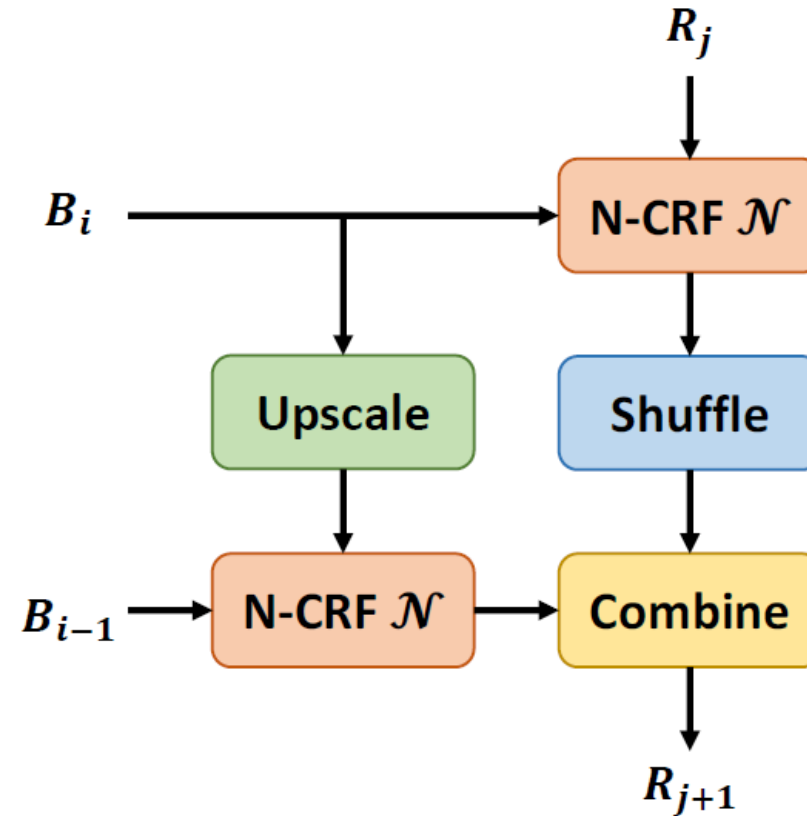 R_j
B_i
N-CRF 𝒩
Upscale
Shuffle
B_{i-1}
N-CRF 𝒩
Combine
R_{j+1}